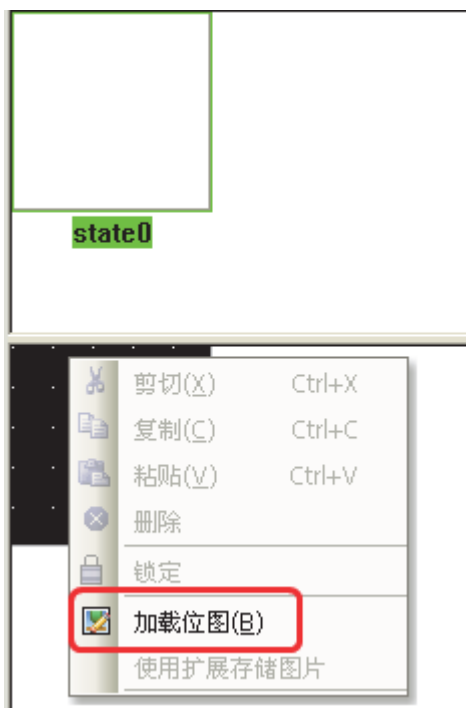 state0
剪切(X) Ctrl+X
复制(C) Ctrl+C
粘贴(V) Ctrl+V
删除
锁定
加载位图(B)
使用扩展存储图片